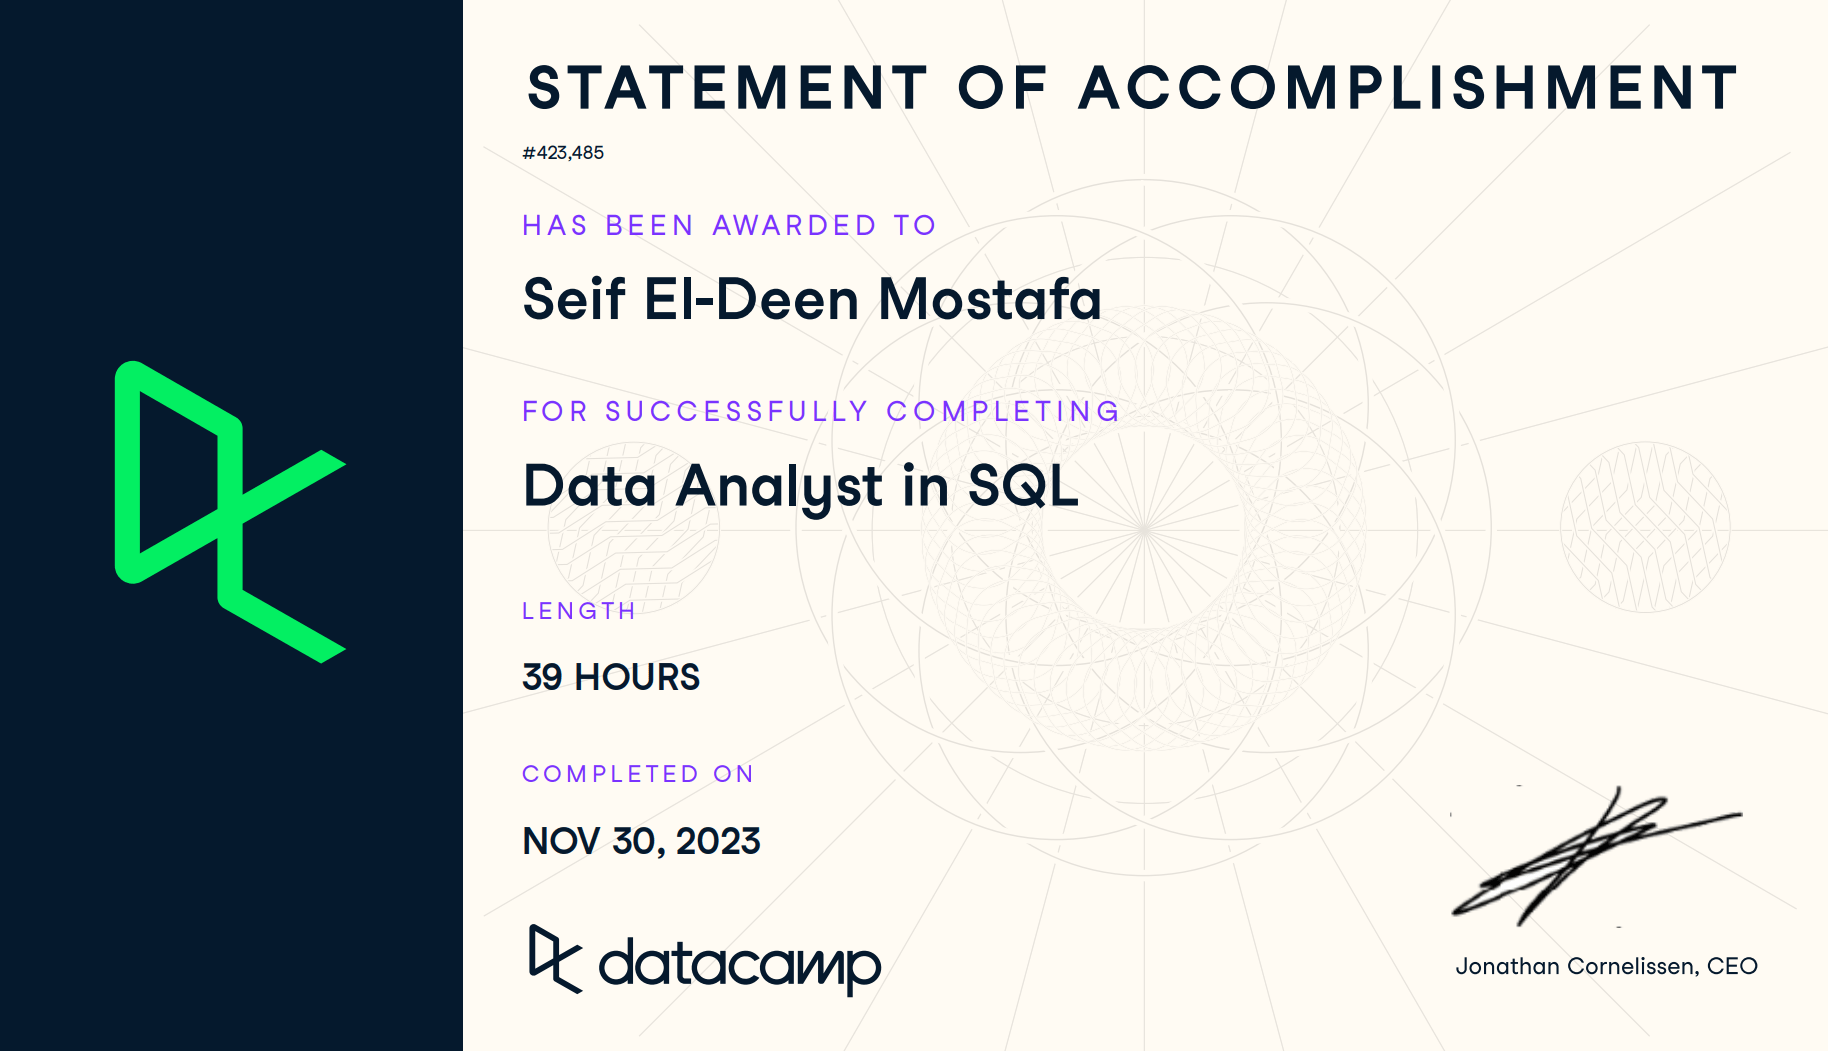 STATEMENT OF ACCOMPLISHMENT
#423,485
HAS BEEN AWARDED TO
Seif El-Deen Mostafa
FOR SUCCESSFULLY COMPLETING
Data Analyst in SQL
LENGTH
39 HOURS
COMPLETED ON
NOV 30, 2023
datacamp
Jonathan Cornelissen, CEO